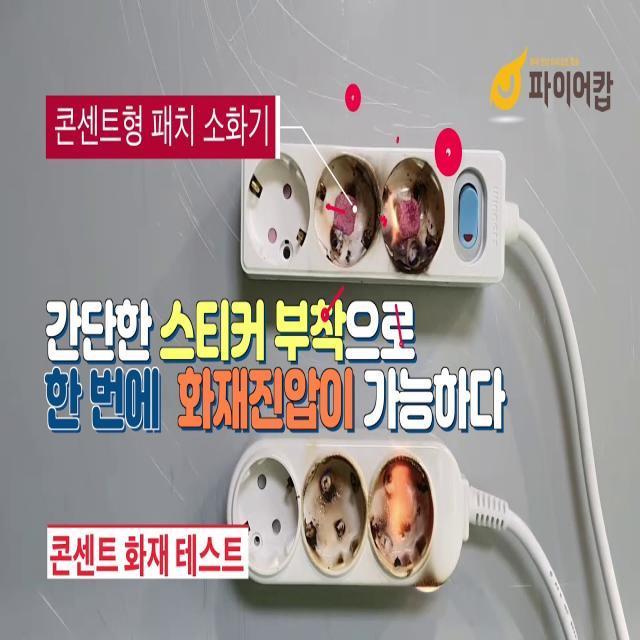 파이어캅
콘센트형 패치 소화기
간단한 스티커 부착으로
한 번에 화재진압이 가능하다
콘센트 화재 테스트